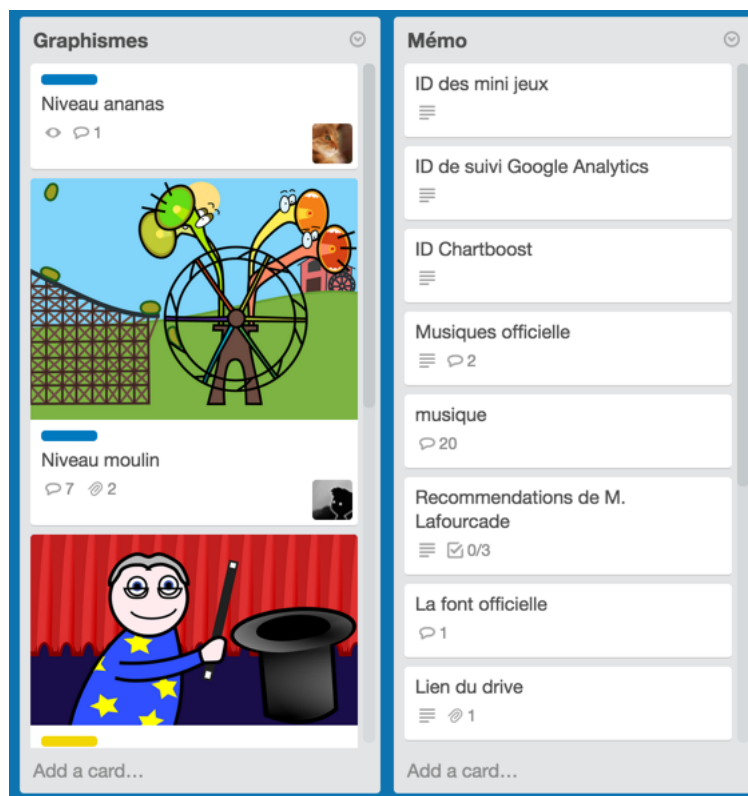 Graphismes
Niveau ananas
1
Niveau moulin
7 2
Add a card...
Mémo
ID des mini jeux
ID de suivi Google Analytics
ID Chartboost
Musiques officielle
2
musique
20
Recommendations de M.
Lafourcade
0/3
La font officielle
1
Lien du drive
1
Add a card...